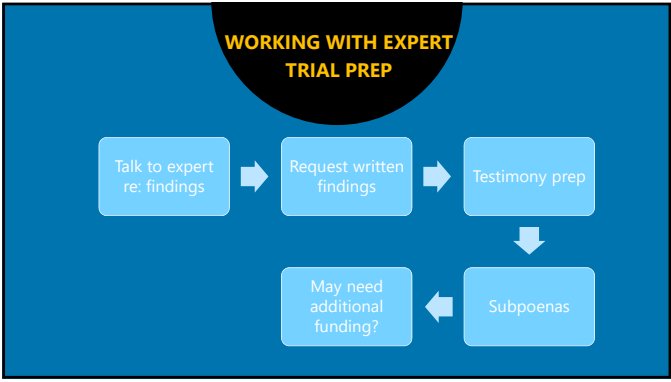 WORKING WITH EXPERT
TRIAL PREP
Talk to expert
re: findings
Request written
findings
Testimony prep
Subpoenas
May need
additional
funding?